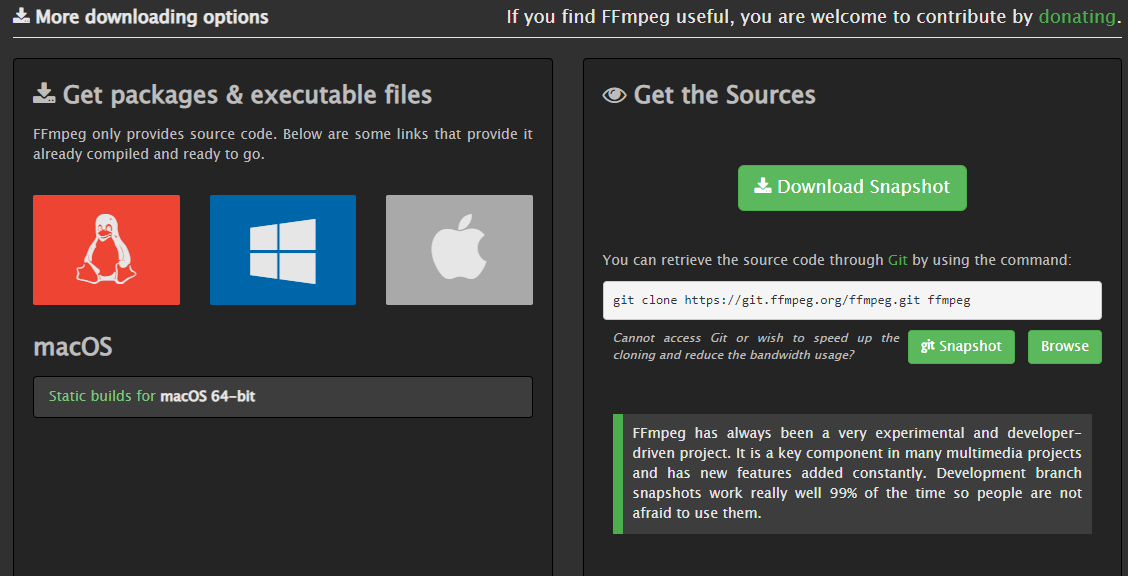 More downloading options
If you find FFmpeg useful, you are welcome to contribute by donating.
Get packages & executable files
FFmpeg only provides source code. Below are some links that provide it
already compiled and ready to go.
macOS
Static builds for macOS 64-bit
Get the Sources
Download Snapshot
You can retrieve the source code through Git by using the command:
git clone https://git.ffmpeg.org/ffmpeg.git ffmpeg
Cannot access Git or wish to speed up the
cloning and reduce the bandwidth usage?
git Snapshot
Browse
FFmpeg has always been a very experimental and developer-
driven project. It is a key component in many multimedia projects
and has new features added constantly. Development branch
snapshots work really well 99% of the time so people are not
afraid to use them.